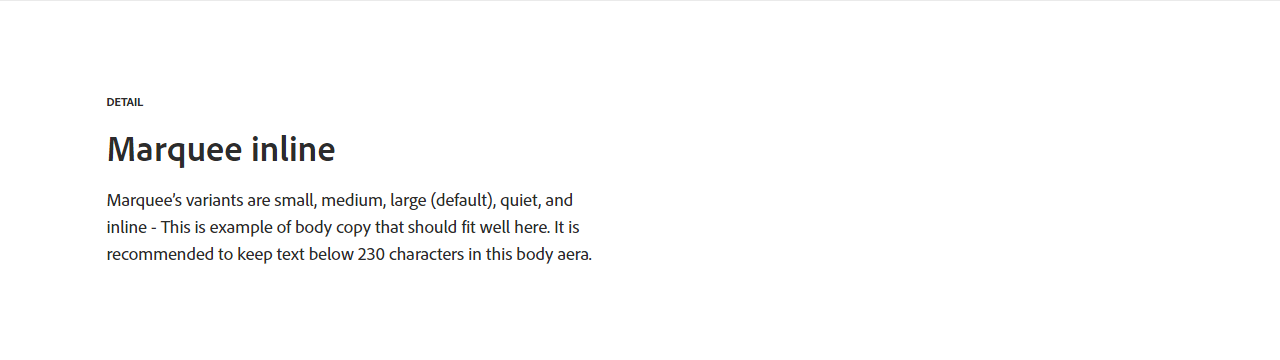 DETAIL
Marquee inline
Marquee's variants are small, medium, large (default), quiet, and
inline - This is example of body copy that should fit well here. It is
recommended to keep text below 230 characters in this body aera.